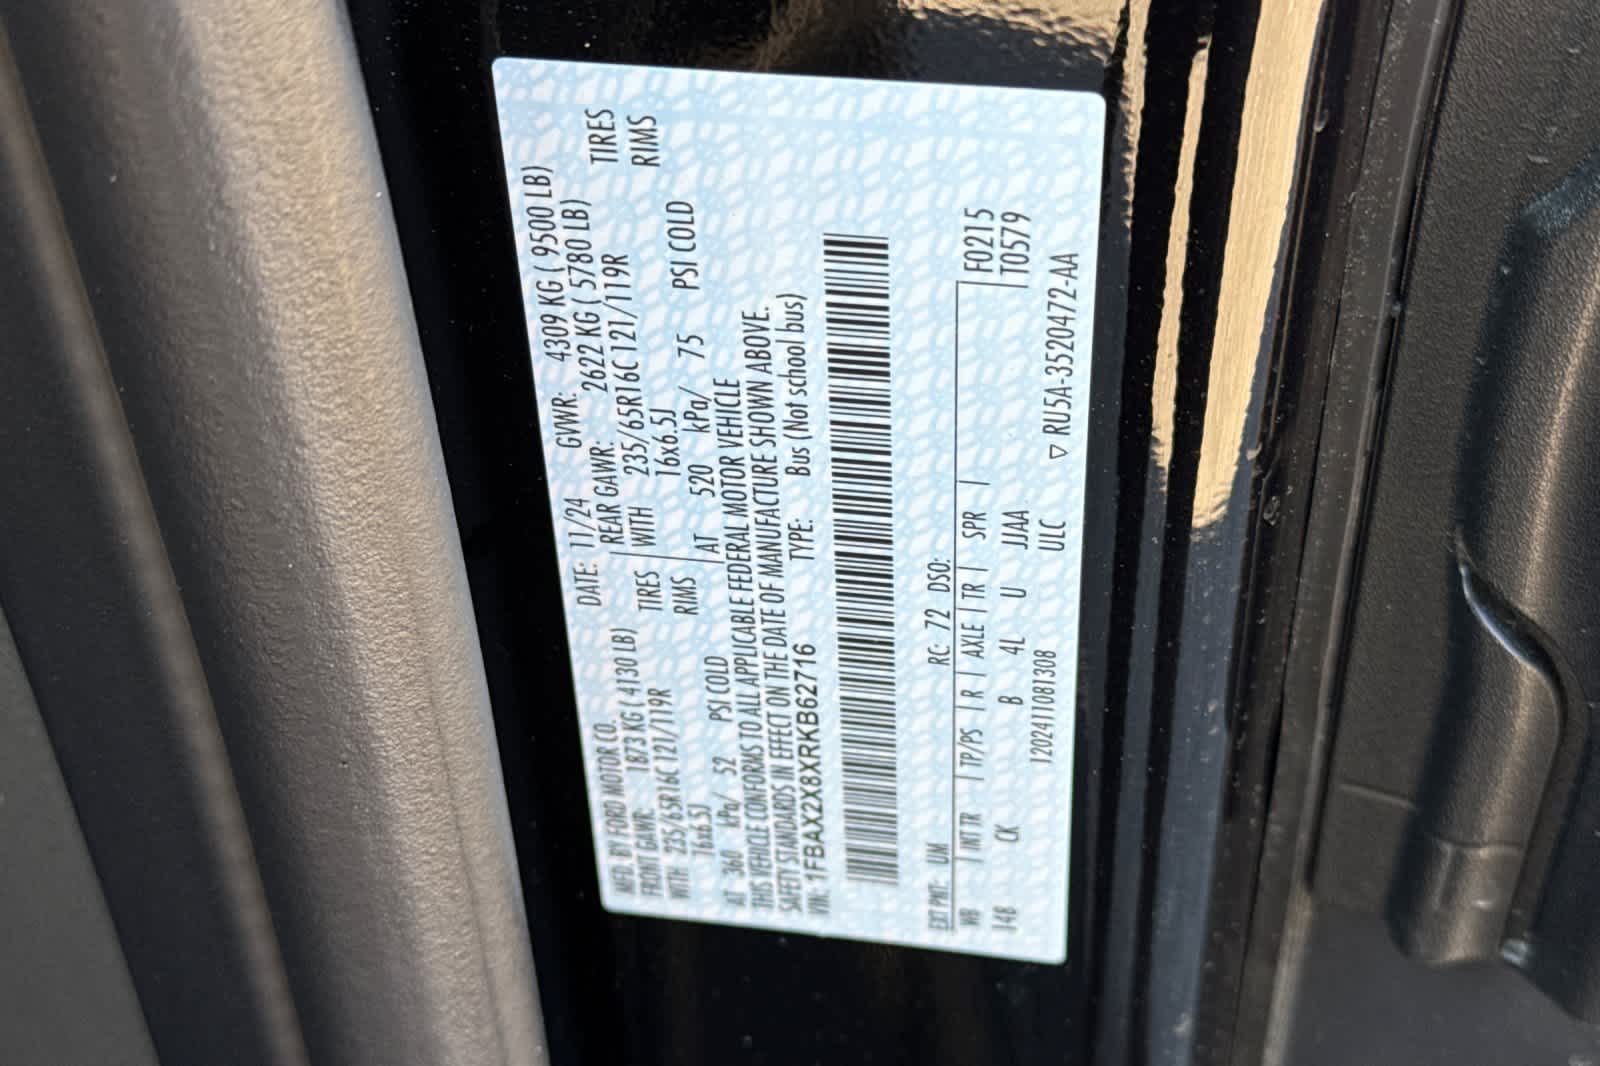 MFD. BY FORD MOTOR CO. DATE: 11/24 GVWR: 4309 KG ( 9500 LB)
FRONT GAWR: 1873 KG ( 4130 LB) REAR GAWR: 2622 KG ( 5780 LB)
WITH 235/65R16C 121/119R TIRES WITH 235/65R16C 121/119R TIRES
16x6.5J RIMS 16x6.5J RIMS
AT 360 kPa/ 52 PSI COLD AT 520 kPa/ 75 PSI COLD
THIS VEHICLE CONFORMS TO ALL APPLICABLE FEDERAL MOTOR VEHICLE
SAFETY STANDARDS IN EFFECT ON THE DATE OF MANUFACTURE SHOWN ABOVE.
VIN: 1FBAX2X8XRKB62716 TYPE: Bus (Not school bus)
EXT PNT: UM RC: 72 DSO:
WB | INT TR | TP/PS | R | AXLE | TR | SPR | F0215
148 CK B 4L U JJAA T0579
1202411081308 ULC ▽ RU5A-3520472-AA